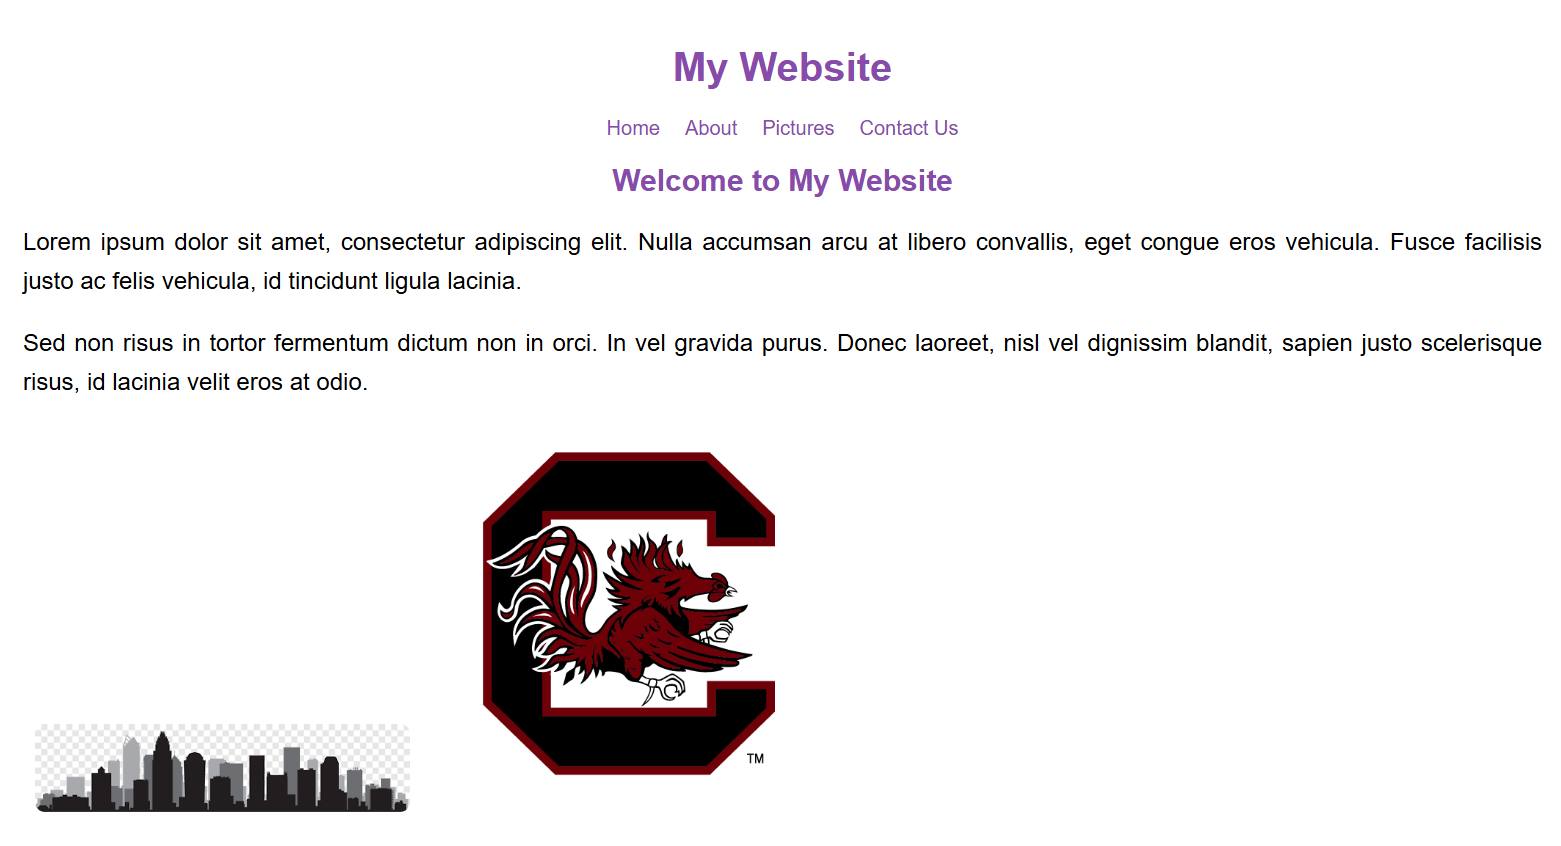 My Website
Home About Pictures Contact Us
Welcome to My Website
Lorem ipsum dolor sit amet, consectetur adipiscing elit. Nulla accumsan arcu at libero convallis, eget congue eros vehicula. Fusce facilisis
justo ac felis vehicula, id tincidunt ligula lacinia.
Sed non risus in tortor fermentum dictum non in orci. In vel gravida purus. Donec laoreet, nisl vel dignissim blandit, sapien justo scelerisque
risus, id lacinia velit eros at odio.
C
TM